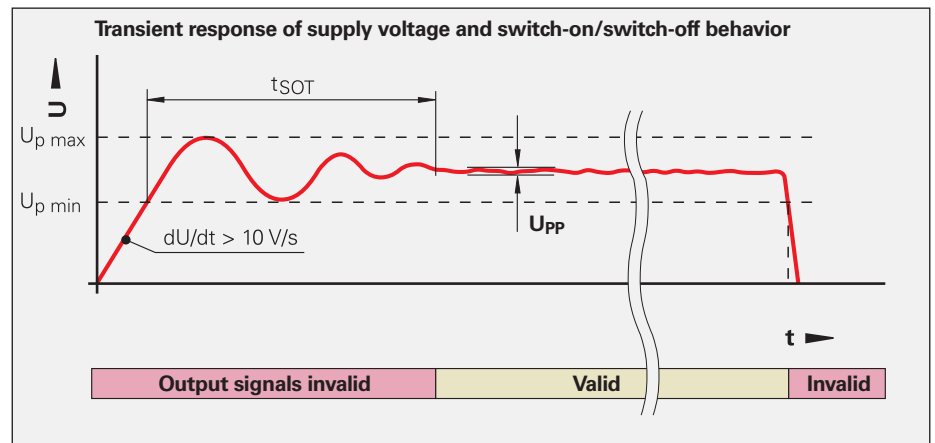 Transient response of supply voltage and switch-on/switch-off behavior
U
tSOT
Up max
Up min
UPP
dU/dt > 10 V/s
t
Output signals invalid
Valid
Invalid